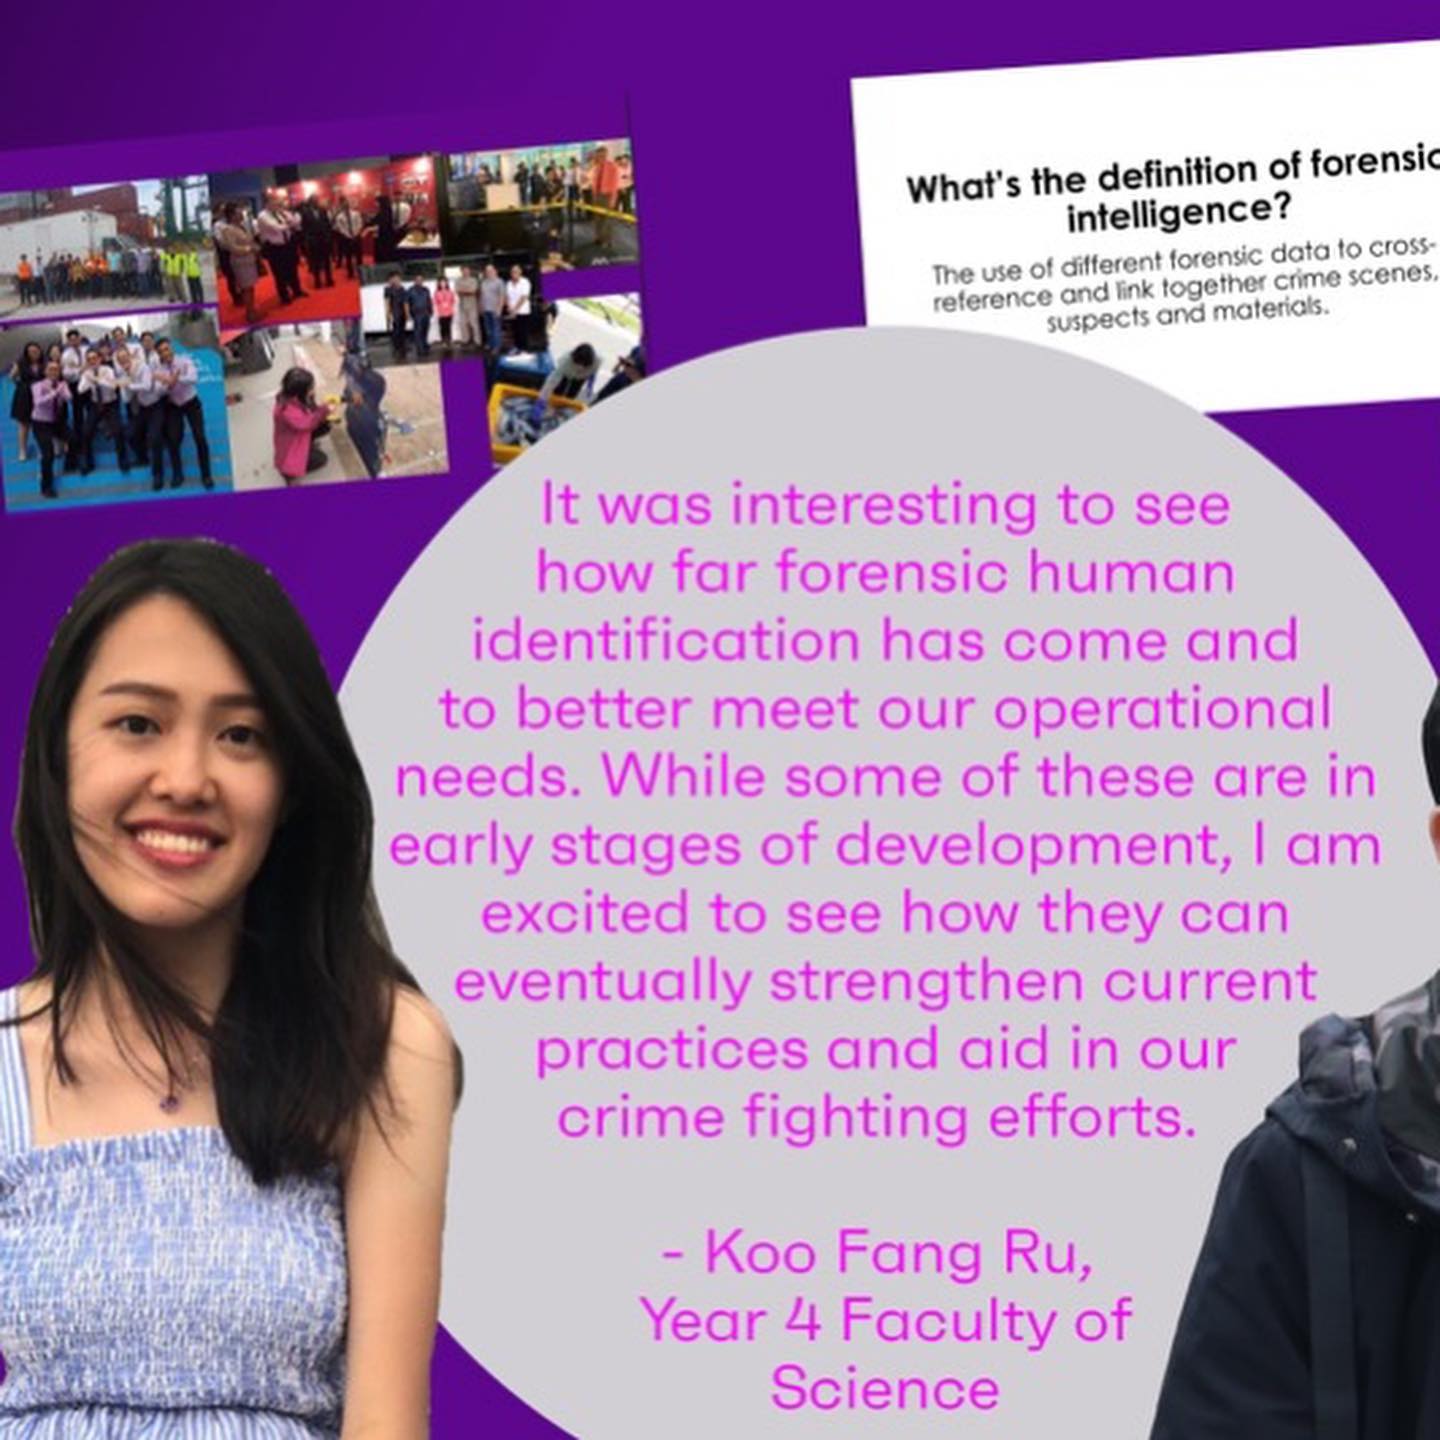 What's the definition of forensic
intelligence?
The use of different forensic data to cross-
reference and link together crime scenes,
suspects and materials.
It was interesting to see
how far forensic human
identification has come and
to better meet our operational
needs. While some of these are in
early stages of development, I am
excited to see how they can
eventually strengthen current
practices and aid in our
crime fighting efforts.
- Koo Fang Ru,
Year 4 Faculty of
Science